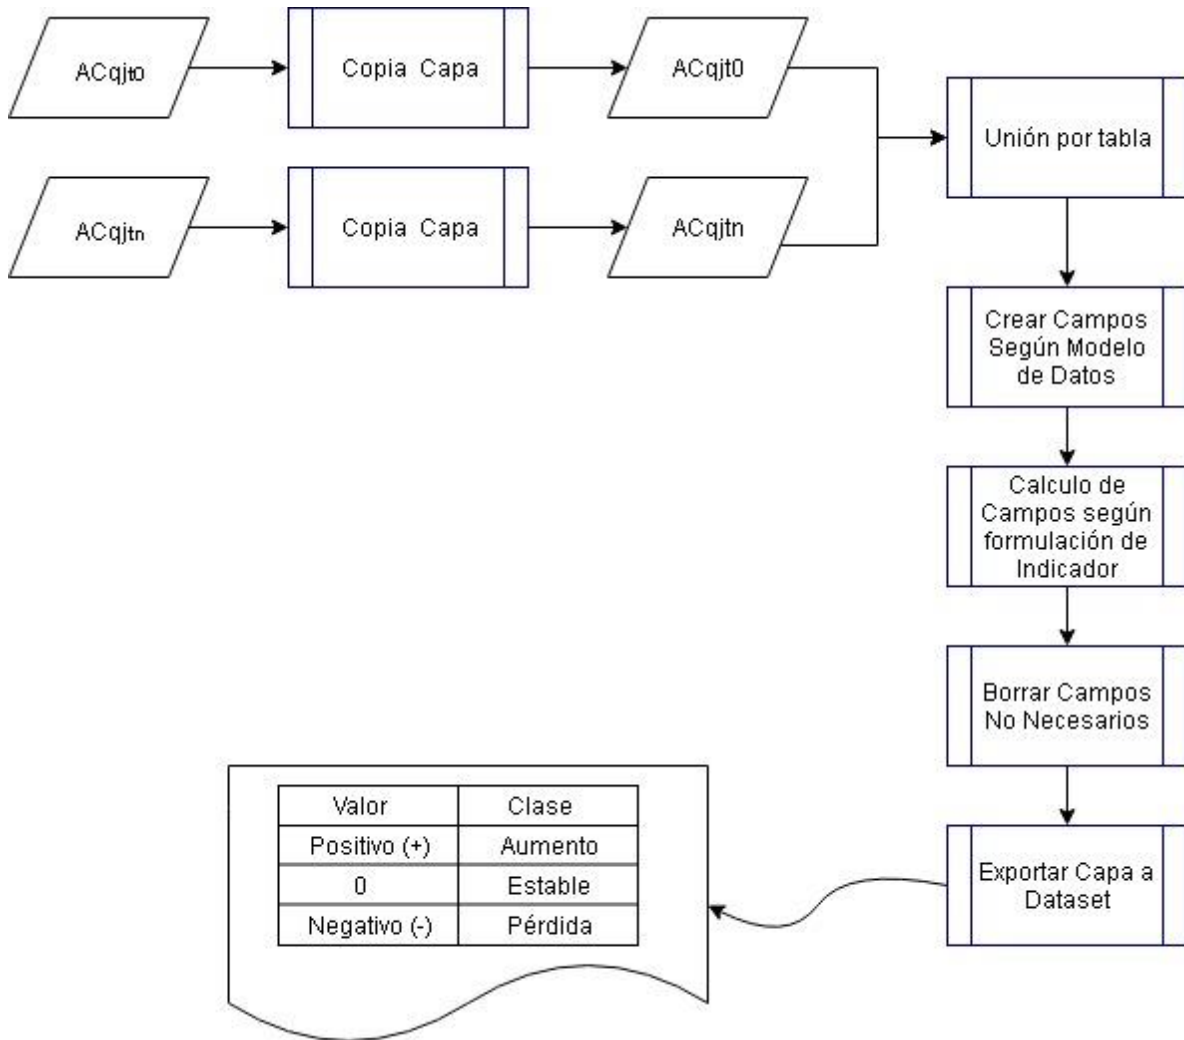 ACqjt0
Copia Capa
ACqjt0
Unión por tabla
ACqjtn
Copia Capa
ACqjtn
Crear Campos
Según Modelo
de Datos
Calculo de
Campos según
formulación de
Indicador
Borrar Campos
No Necesarios
Exportar Capa a
Dataset
Valor Clase
Positivo (+) Aumento
0 Estable
Negativo (-) Pérdida